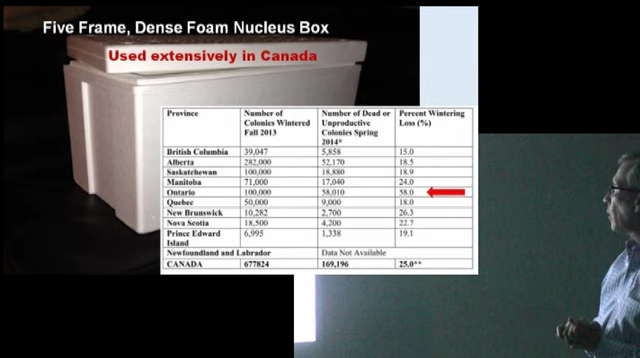 Five Frame, Dense Foam Nucleus Box
Used extensively in Canada
Province Number of Colonies Wintered Fall 2013 Number of Dead or Unproductive Colonies Spring 2014* Percent Wintering Loss (%)
British Columbia 39,047 5,858 15.0
Alberta 282,000 52,170 18.5
Saskatchewan 100,000 18,880 18.9
Manitoba 71,000 17,040 24.0
Ontario 100,000 58,010 58.0
Quebec 50,000 9,000 18.0
New Brunswick 10,282 2,700 26.3
Nova Scotia 18,500 4,200 22.7
Prince Edward Island 6,995 1,338 19.1
Newfoundland and Labrador Data Not Available
CANADA 677824 169,196 25.0**